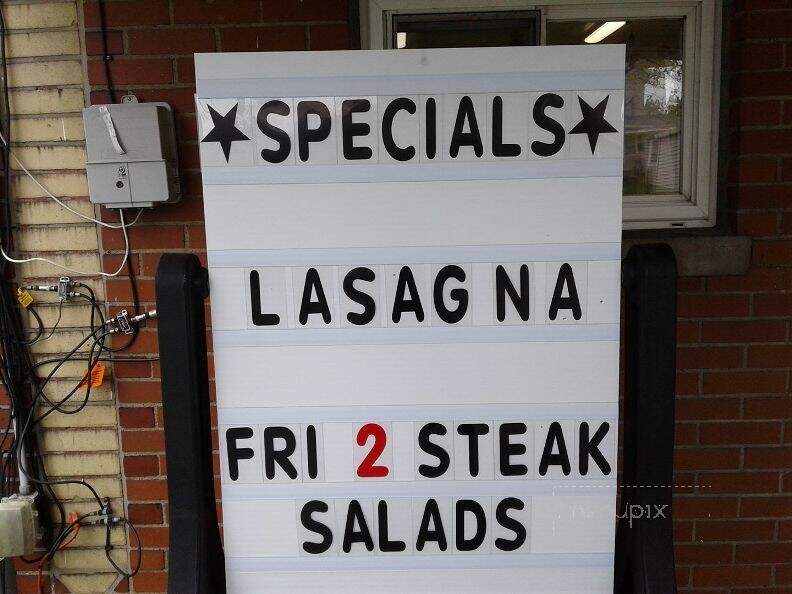 ★SPECIALS★
LASAGNA
FRI 2 STEAK
SALADS